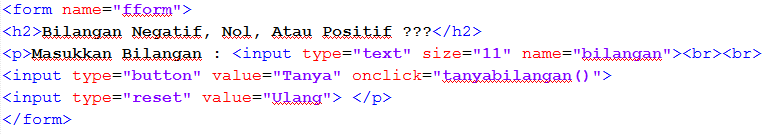 <form name="fform">
<h2>Bilangan Negatif, Nol, Atau Positif ???</h2>
<p>Masukkan Bilangan : <input type="text" size="11" name="bilangan"><br><br>
<input type="button" value="Tanya" onclick="tanyabilangan()">
<input type="reset" value="Ulang"> </p>
</form>